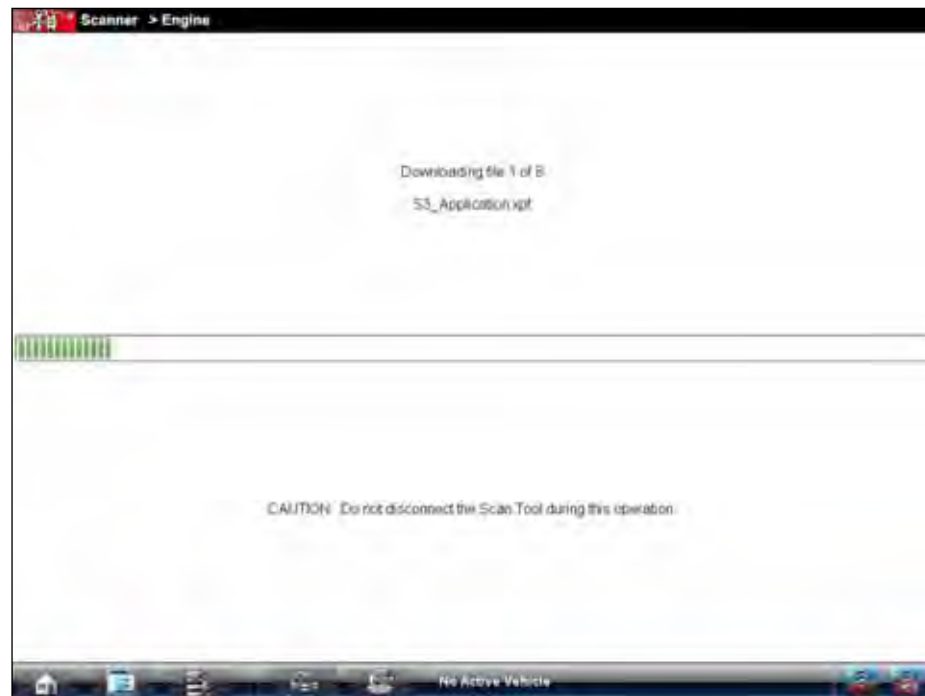 Scanner > Engine
Downloading file 1 of 8
S3_Application.xpf
CAUTION: Do not disconnect the Scan Tool during this operation.
No Active Vehicle